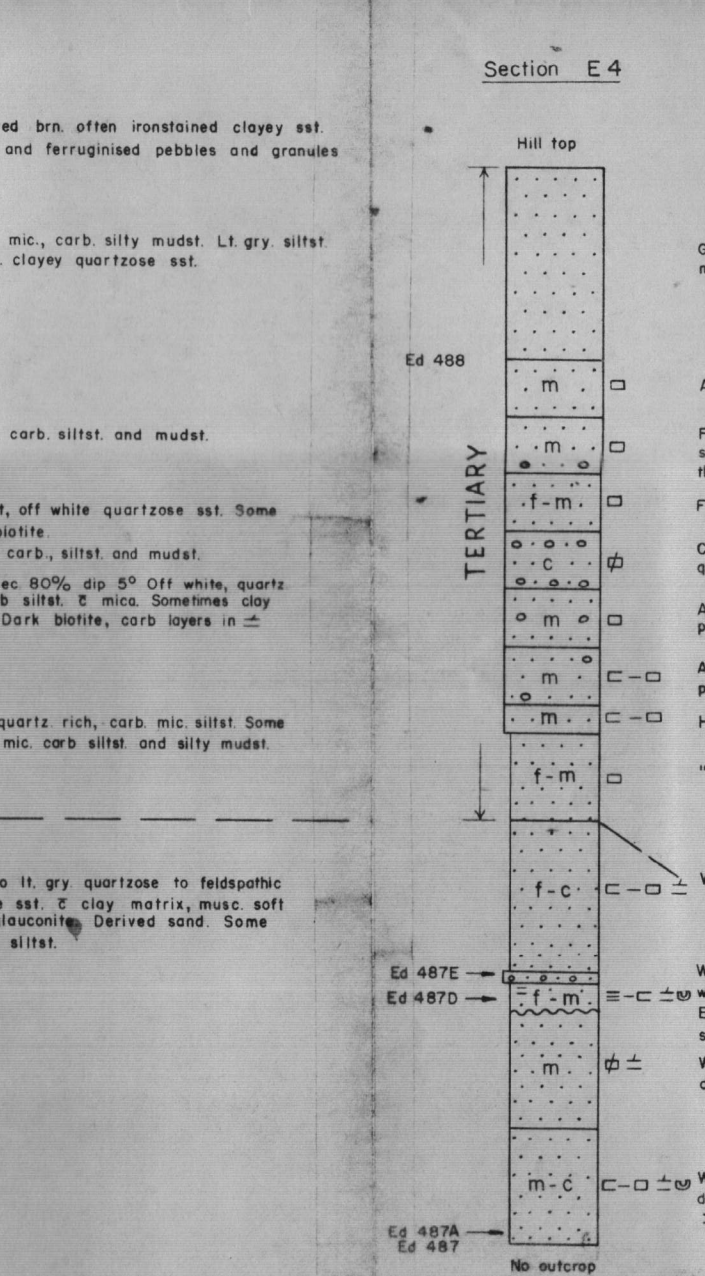 Section E 4
ed brn. often ironstained clayey sst.
and ferruginised pebbles and granules
mic., carb. silty mudst. Lt. gry. siltst.
. clayey quartzose sst.
carb. siltst. and mudst.
t, off white quartzose sst. Some
biotite.
carb., siltst. and mudst.
ec 80% dip 5° Off white, quartz
b siltst. c̄ mica. Sometimes clay
Dark biotite, carb layers in
quartz rich, carb. mic. siltst. Some
mic. carb siltst. and silty mudst.
o lt. gry. quartzose to feldspathic
e sst. c̄ clay matrix, musc. soft
lauconite. Derived sand. Some
siltst.
Hill top
Ed 488
TERTIARY
m
m
f-m
c
m
m
m
f-m
f-c
Ed 487E
Ed 487D
f-m
m
m-c
Ed 487A
Ed 487
No outcrop
G
m
A
F
s
th
F
C
q
A
P
A
p
H
"
W
W
w
E
s
W
c
W
d